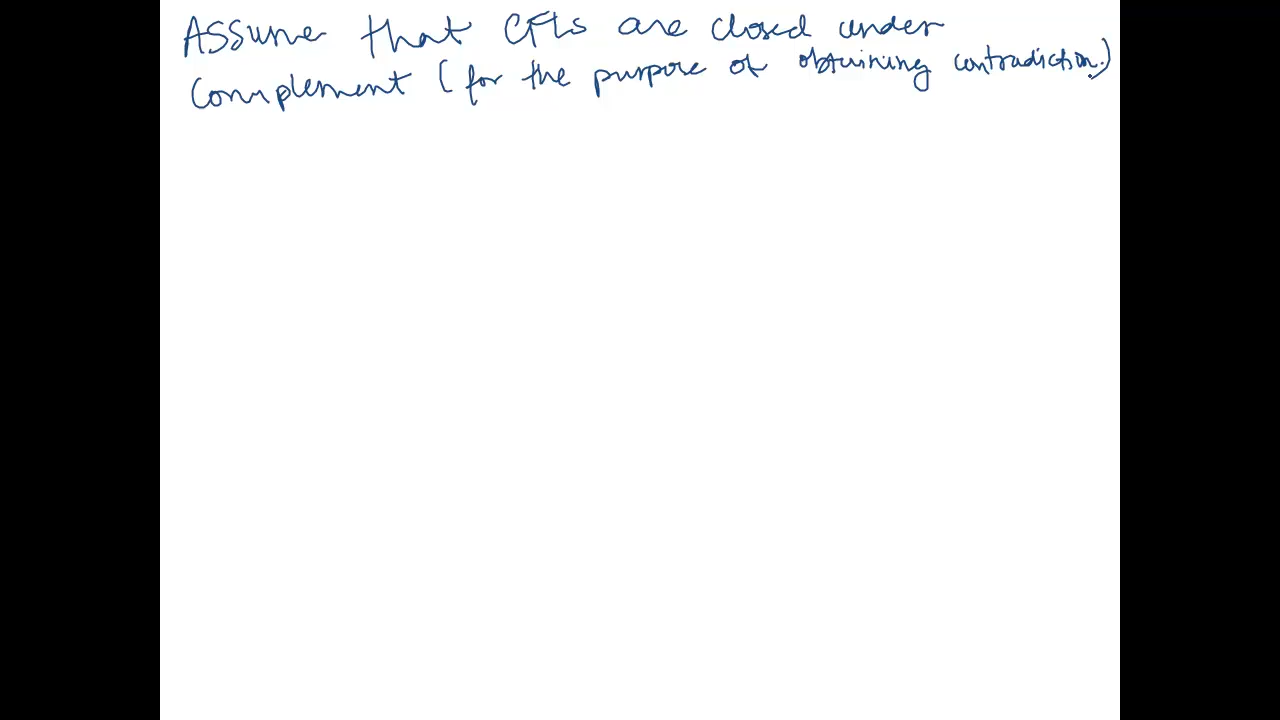 Assume that CFLs are closed under
complement (for the purpose of obtaining contradiction.)